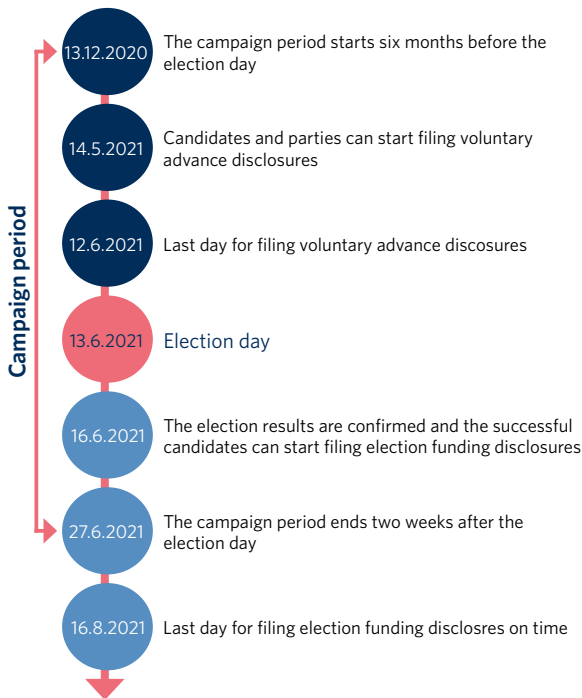 Campaign period
13.12.2020
The campaign period starts six months before the
election day
14.5.2021
Candidates and parties can start filing voluntary
advance disclosures
12.6.2021
Last day for filing voluntary advance discosures
13.6.2021
Election day
16.6.2021
The election results are confirmed and the successful
candidates can start filing election funding disclosures
27.6.2021
The campaign period ends two weeks after the
election day
16.8.2021
Last day for filing election funding disclosres on time